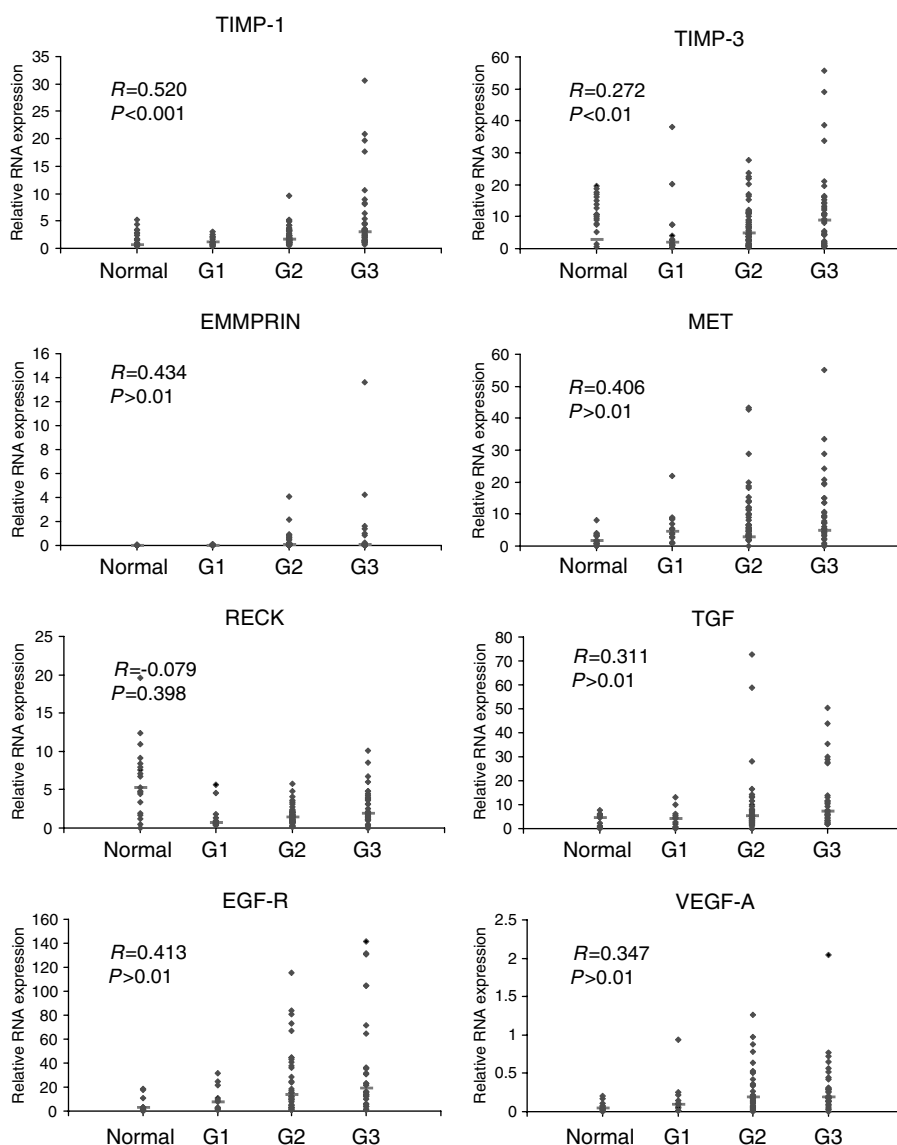 TIMP-1
Relative RNA expression
35
30
25
20
15
10
5
0
R=0.520
P<0.001
Normal G1 G2 G3
TIMP-3
Relative RNA expression
60
50
40
30
20
10
0
R=0.272
P<0.01
Normal G1 G2 G3
EMMPRIN
Relative RNA expression
16
14
12
10
8
6
4
2
0
R=0.434
P>0.01
Normal G1 G2 G3
MET
Relative RNA expression
60
50
40
30
20
10
0
R=0.406
P>0.01
Normal G1 G2 G3
RECK
Relative RNA expression
25
20
15
10
5
0
R=-0.079
P=0.398
Normal G1 G2 G3
TGF
Relative RNA expression
80
70
60
50
40
30
20
10
0
R=0.311
P>0.01
Normal G1 G2 G3
EGF-R
Relative RNA expression
160
140
120
100
80
60
40
20
0
R=0.413
P>0.01
Normal G1 G2 G3
VEGF-A
Relative RNA expression
2.5
2
1.5
1
0.5
0
R=0.347
P>0.01
Normal G1 G2 G3